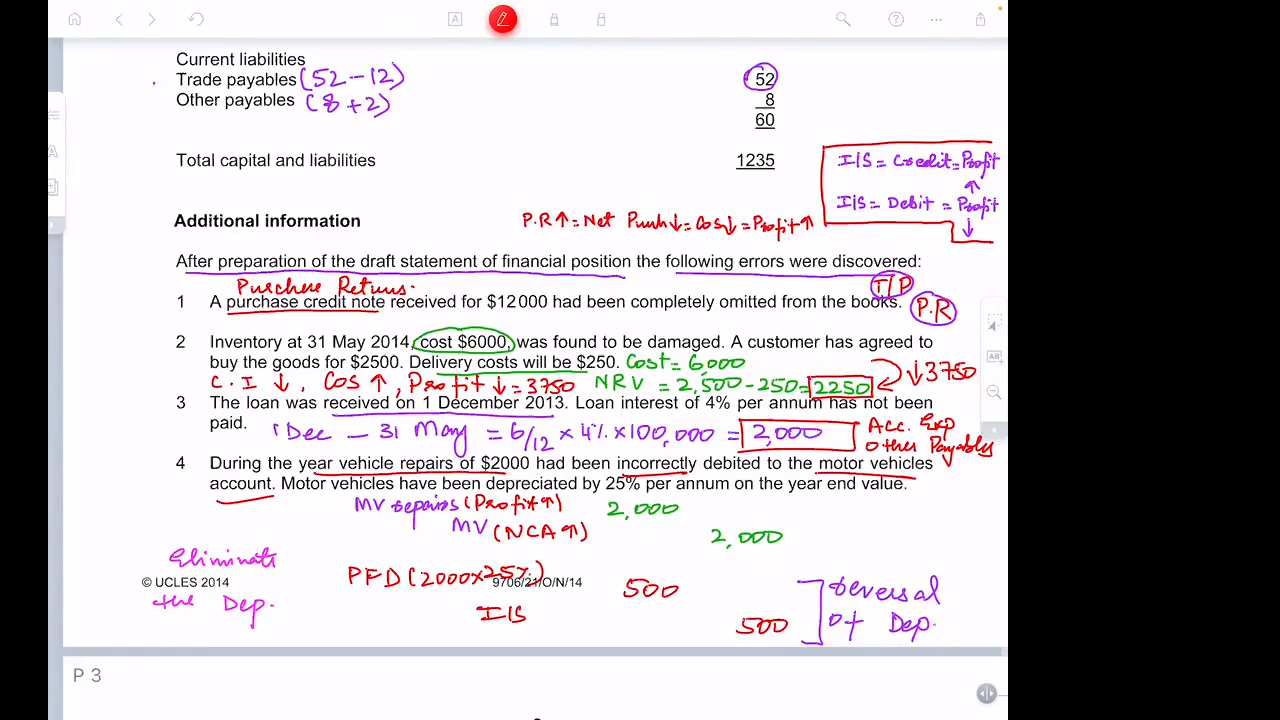 Current liabilities
Trade payables (52 - 12) 52
Other payables (8 + 2) 8
60
Total capital and liabilities 1235
I/S = Credit = Profit ↑
I/S = Debit = Profit ↓
Additional information
P.R ↑ = Net Purch ↓ = Cos ↓ = Profit ↑
After preparation of the draft statement of financial position the following errors were discovered:
Purchase Returns.
T/P
1 A purchase credit note received for $12 000 had been completely omitted from the books.
P.R
2 Inventory at 31 May 2014, cost $6000, was found to be damaged. A customer has agreed to
buy the goods for $2500. Delivery costs will be $250. Cost = 6,000
C.I ↓, Cos ↑, Profit ↓ = 3750 NRV = 2,500 - 250 = 2250 ↓3750
3 The loan was received on 1 December 2013. Loan interest of 4% per annum has not been
paid.
1 Dec - 31 May = 6/12 × 4% × 100,000 = 2,000 Acc. Exp
Other Payables
4 During the year vehicle repairs of $2000 had been incorrectly debited to the motor vehicles
account. Motor vehicles have been depreciated by 25% per annum on the year end value.
MV repairs (Profit ↑) 2,000
MV (NCA ↑) 2,000
Eliminate
the Dep.
© UCLES 2014 9706/21/O/N/14
PFD (2000 × 25%) 500
I/S 500
reversal
of Dep.
P 3